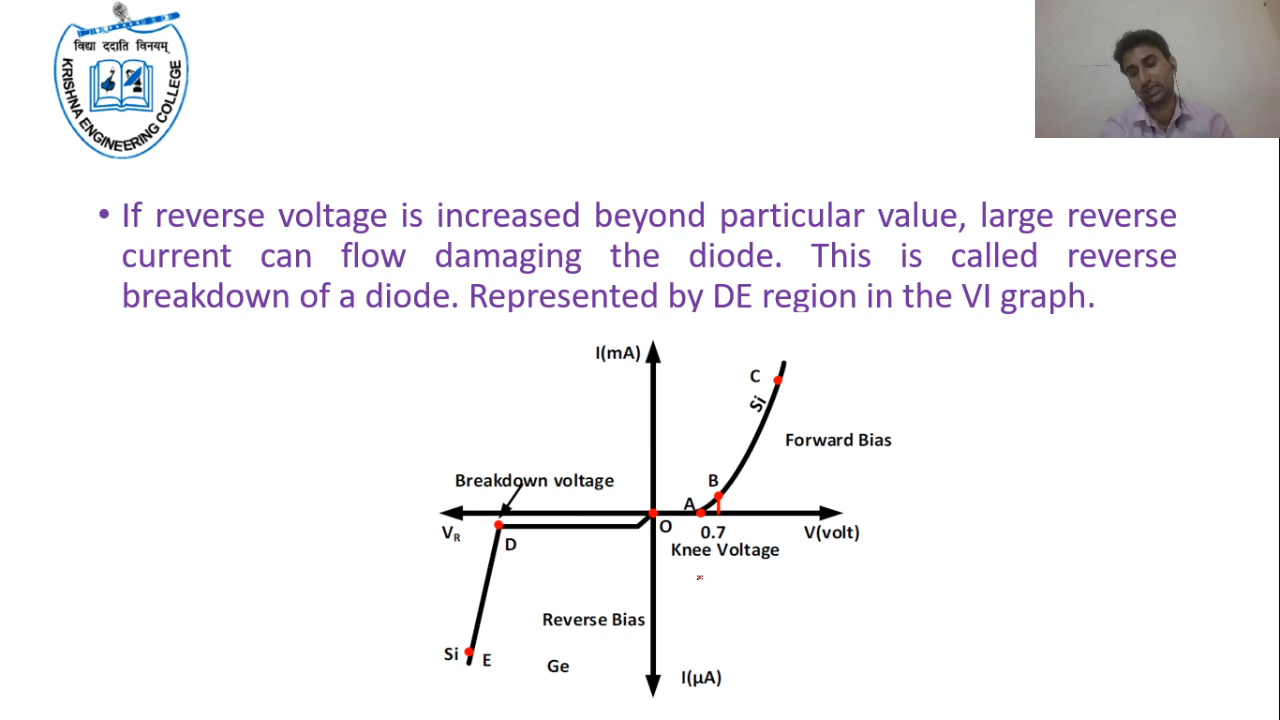 विद्या ददाति विनयम्
KRISHNA ENGINEERING COLLEGE
• If reverse voltage is increased beyond particular value, large reverse
current can flow damaging the diode. This is called reverse
breakdown of a diode. Represented by DE region in the VI graph.
I(mA)
C
Si
Forward Bias
Breakdown voltage
B
A
VR
O
0.7
V(volt)
D
Knee Voltage
Reverse Bias
Si
E
Ge
I(μA)